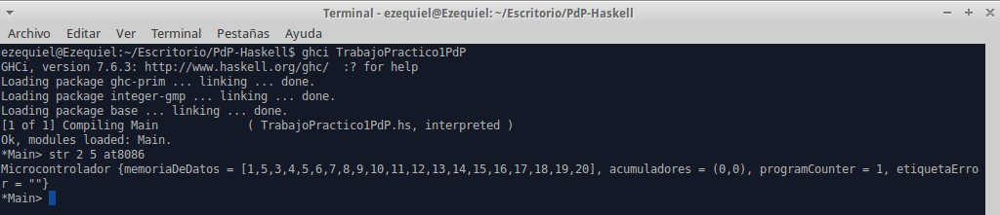 Terminal - ezequiel@Ezequiel: ~/Escritorio/PdP-Haskell
Archivo Editar Ver Terminal Pestañas Ayuda
ezequiel@Ezequiel:~/Escritorio/PdP-Haskell$ ghci TrabajoPractico1PdP
GHCi, version 7.6.3: http://www.haskell.org/ghc/  :? for help
Loading package ghc-prim ... linking ... done.
Loading package integer-gmp ... linking ... done.
Loading package base ... linking ... done.
[1 of 1] Compiling Main             ( TrabajoPractico1PdP.hs, interpreted )
Ok, modules loaded: Main.
*Main> str 2 5 at8086
Microcontrolador {memoriaDeDatos = [1,5,3,4,5,6,7,8,9,10,11,12,13,14,15,16,17,18,19,20], acumuladores = (0,0), programCounter = 1, etiquetaErro
r = ""}
*Main>